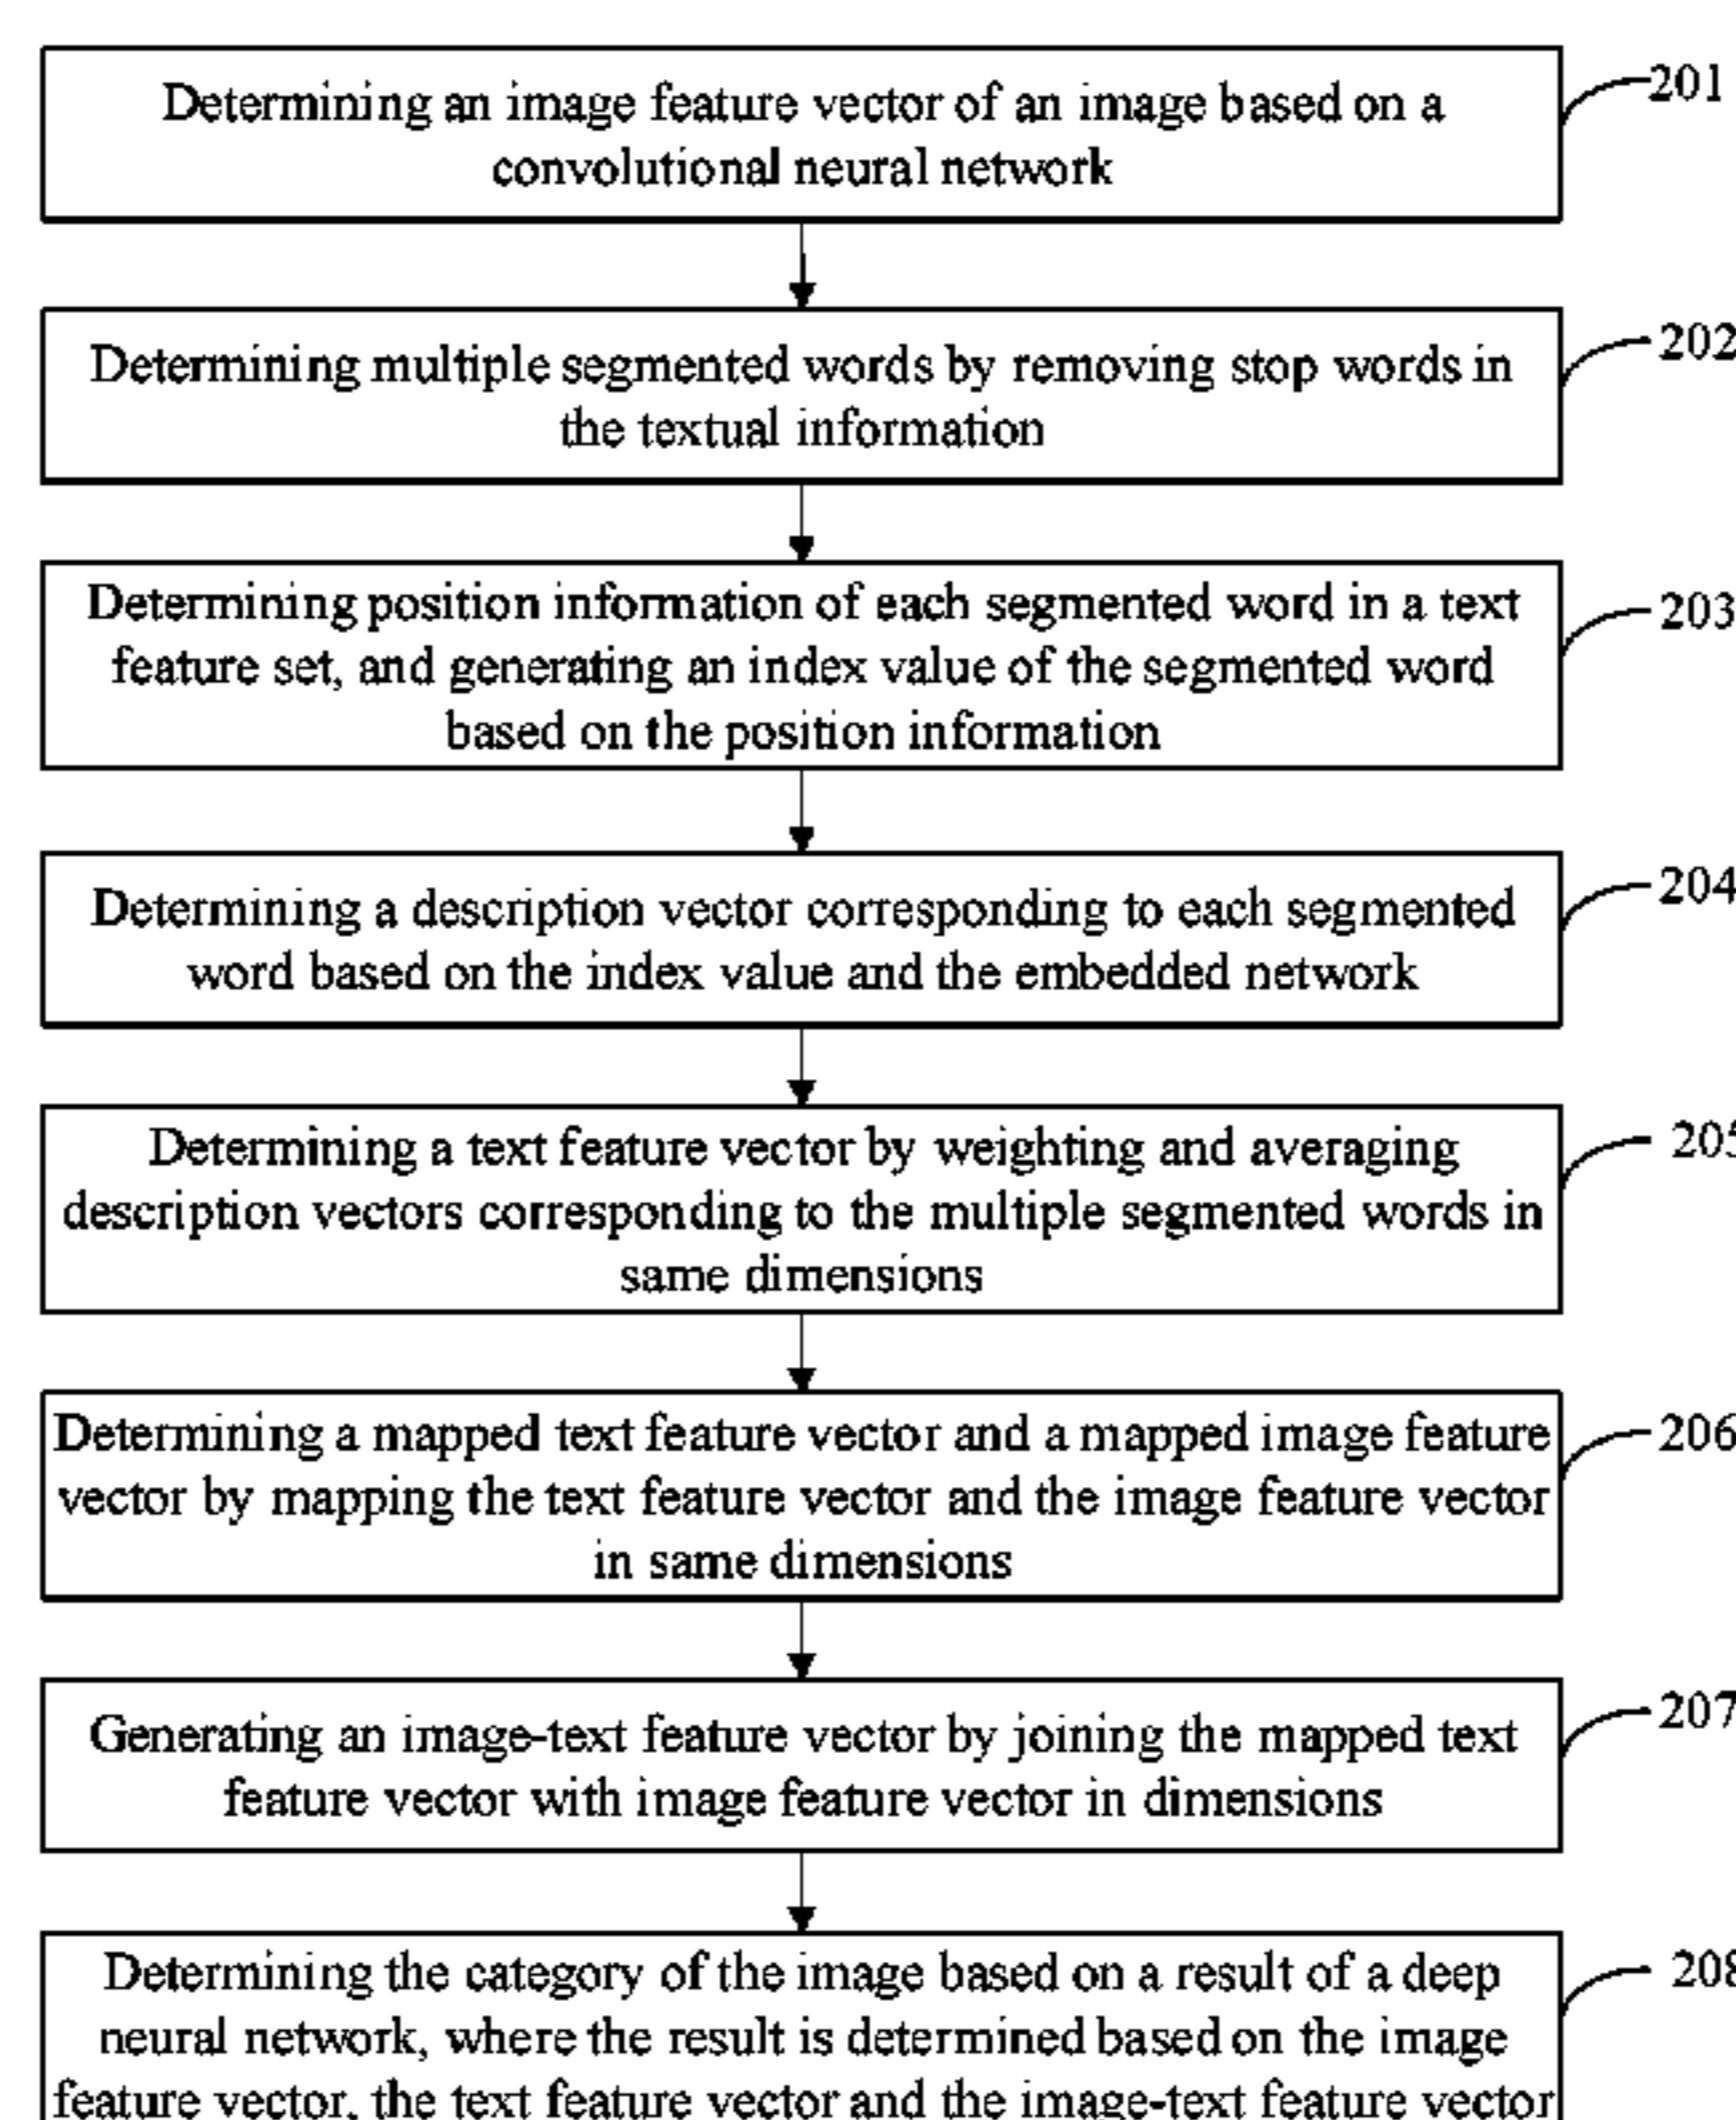 Determining an image feature vector of an image based on a
convolutional neural network
201
Determining multiple segmented words by removing stop words in
the textual information
202
Determining position information of each segmented word in a text
feature set, and generating an index value of the segmented word
based on the position information
203
Determining a description vector corresponding to each segmented
word based on the index value and the embedded network
204
Determining a text feature vector by weighting and averaging
description vectors corresponding to the multiple segmented words in
same dimensions
205
Determining a mapped text feature vector and a mapped image feature
vector by mapping the text feature vector and the image feature vector
in same dimensions
206
Generating an image-text feature vector by joining the mapped text
feature vector with image feature vector in dimensions
207
Determining the category of the image based on a result of a deep
neural network, where the result is determined based on the image
feature vector, the text feature vector and the image-text feature vector
208